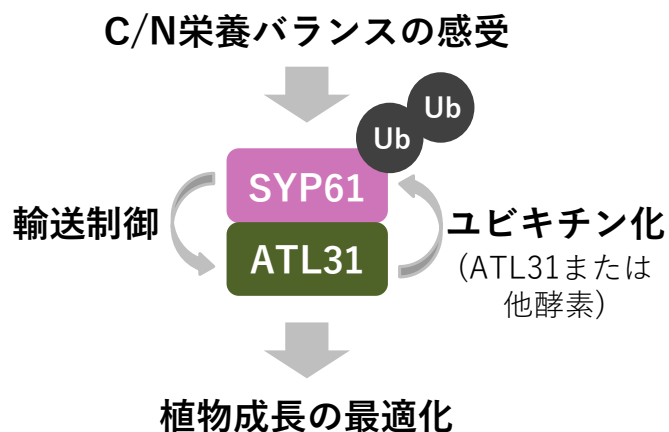 C/N栄養バランスの感受
Ub
Ub
SYP61
輸送制御
ユビキチン化
ATL31
(ATL31または
他酵素)
植物成長の最適化